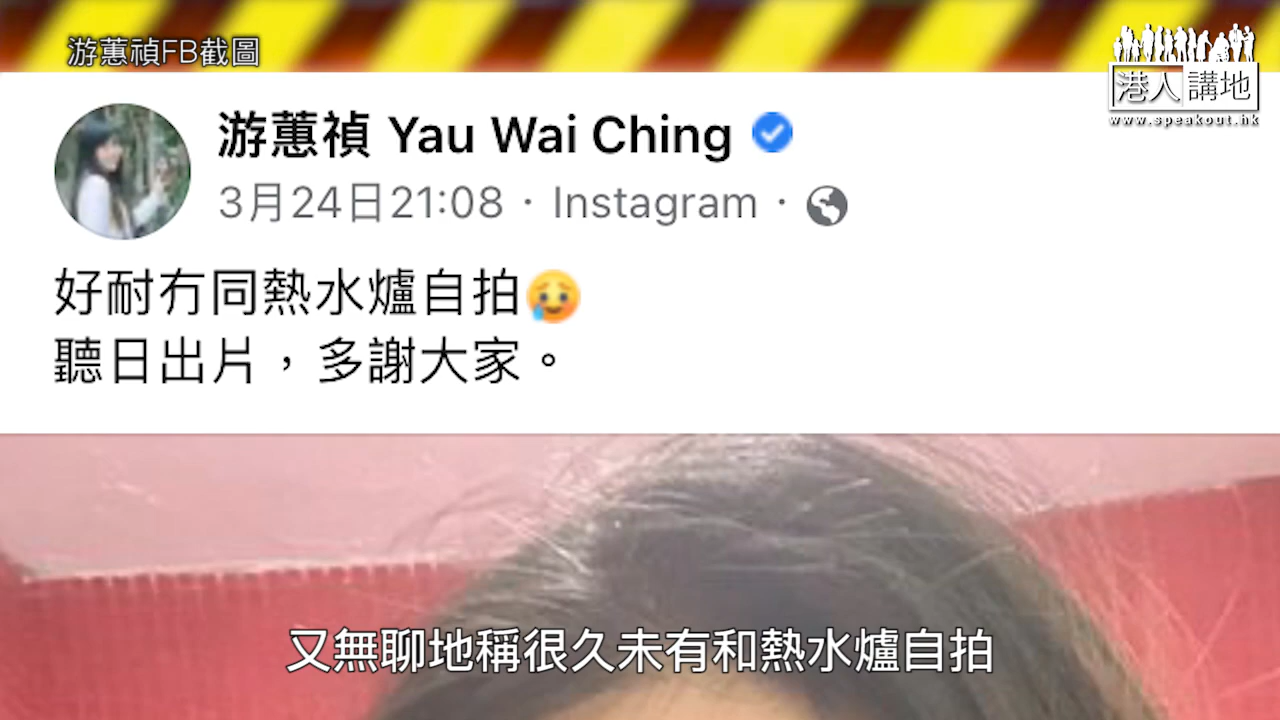 游蕙禎FB截圖
港人講地
www.speakout.hk
游蕙禎 Yau Wai Ching
3月24日21:08 · Instagram ·
好耐冇同熱水爐自拍🥲
聽日出片，多謝大家。
又無聊地稱很久未有和熱水爐自拍